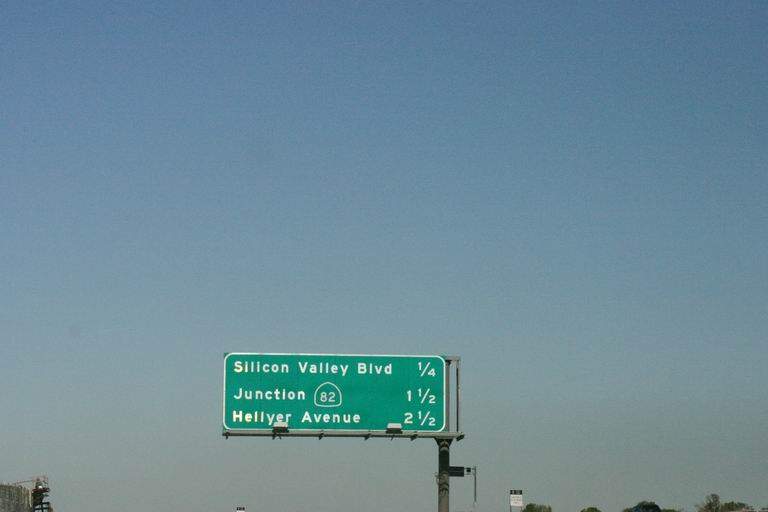 Silicon Valley Blvd 1/4
Junction 82 1 1/2
Hellyer Avenue 2 1/2